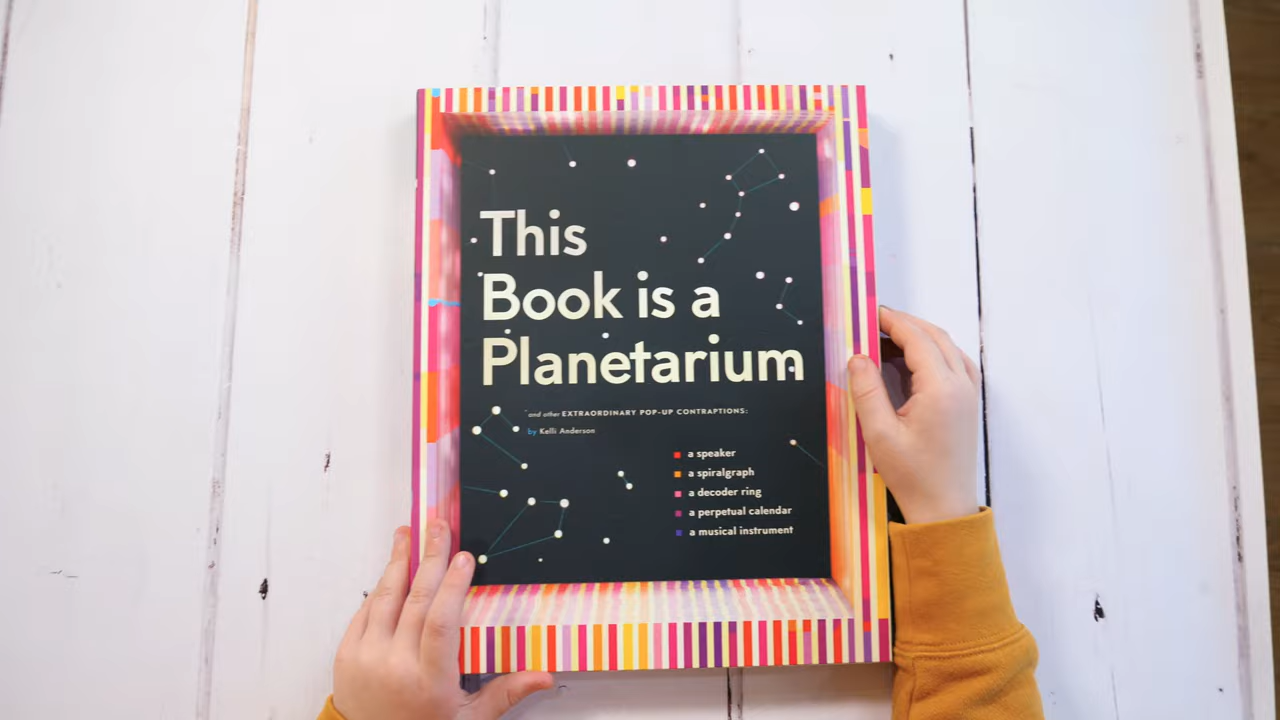 This
Book is a
Planetarium
and other EXTRAORDINARY POP-UP CONTRAPTIONS:
by Kelli Anderson
a speaker
a spiralgraph
a decoder ring
a perpetual calendar
a musical instrument